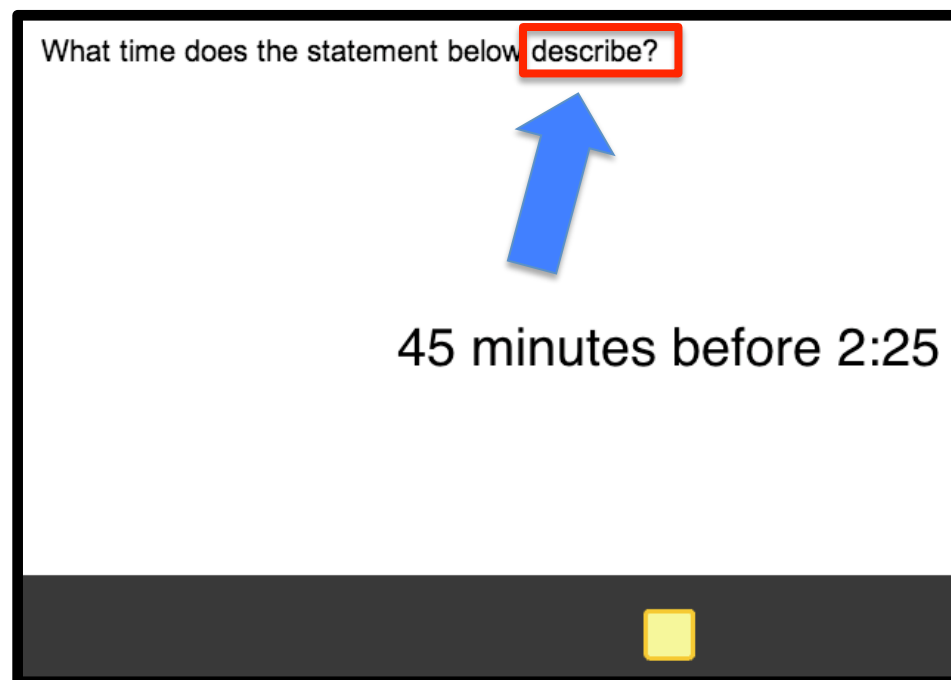 What time does the statement below describe?
45 minutes before 2:25